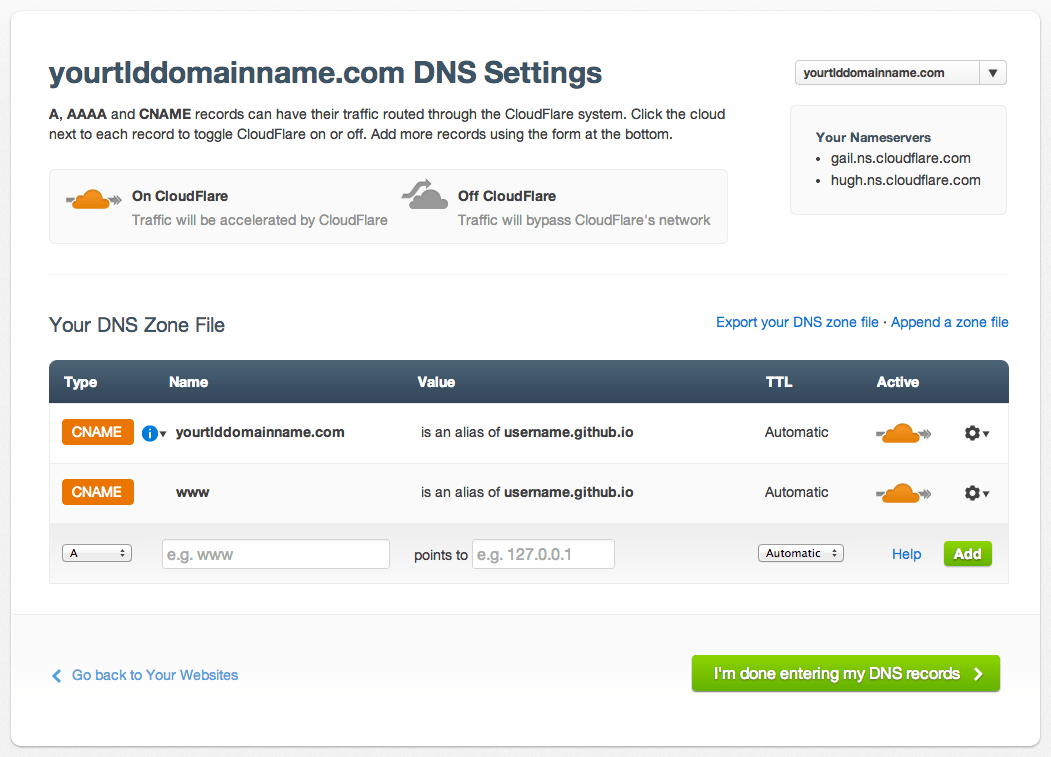 yourtlddomainname.com DNS Settings
yourtlddomainname.com
A, AAAA and CNAME records can have their traffic routed through the CloudFlare system. Click the cloud
next to each record to toggle CloudFlare on or off. Add more records using the form at the bottom.
Your Nameservers
• gail.ns.cloudflare.com
• hugh.ns.cloudflare.com
On CloudFlare
Traffic will be accelerated by CloudFlare
Off CloudFlare
Traffic will bypass CloudFlare's network
Your DNS Zone File
Export your DNS zone file · Append a zone file
Type Name Value TTL Active
CNAME i yourtlddomainname.com is an alias of username.github.io Automatic
CNAME www is an alias of username.github.io Automatic
A e.g. www points to e.g. 127.0.0.1 Automatic Help Add
Go back to Your Websites
I'm done entering my DNS records